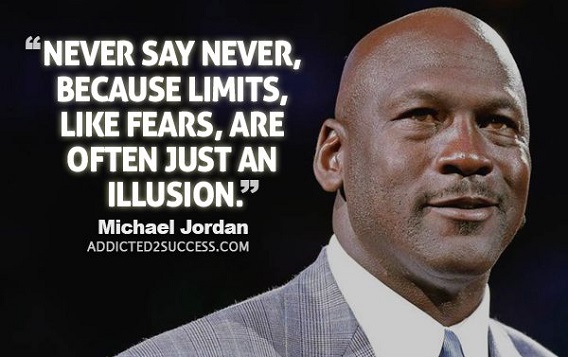 “NEVER SAY NEVER,
BECAUSE LIMITS,
LIKE FEARS, ARE
OFTEN JUST AN
ILLUSION.”
Michael Jordan
ADDICTED2SUCCESS.COM